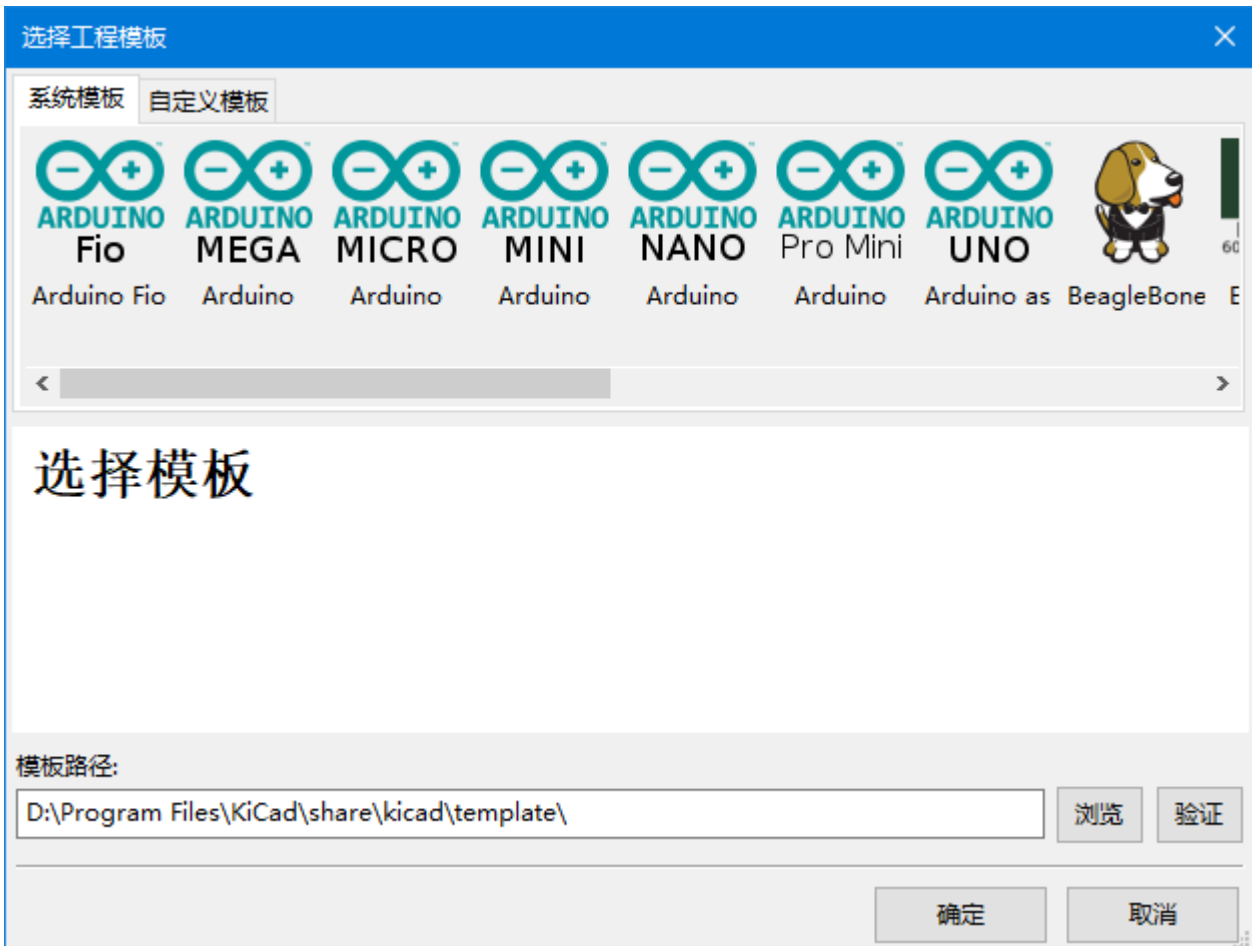 选择工程模板
系统模板 自定义模板
ARDUINO ARDUINO ARDUINO ARDUINO ARDUINO ARDUINO ARDUINO
Fio MEGA MICRO MINI NANO Pro Mini UNO
60
Arduino Fio Arduino Arduino Arduino Arduino Arduino Arduino as BeagleBone
选择模板
模板路径:
D:\Program Files\KiCad\share\kicad\template\ 浏览 验证
确定 取消